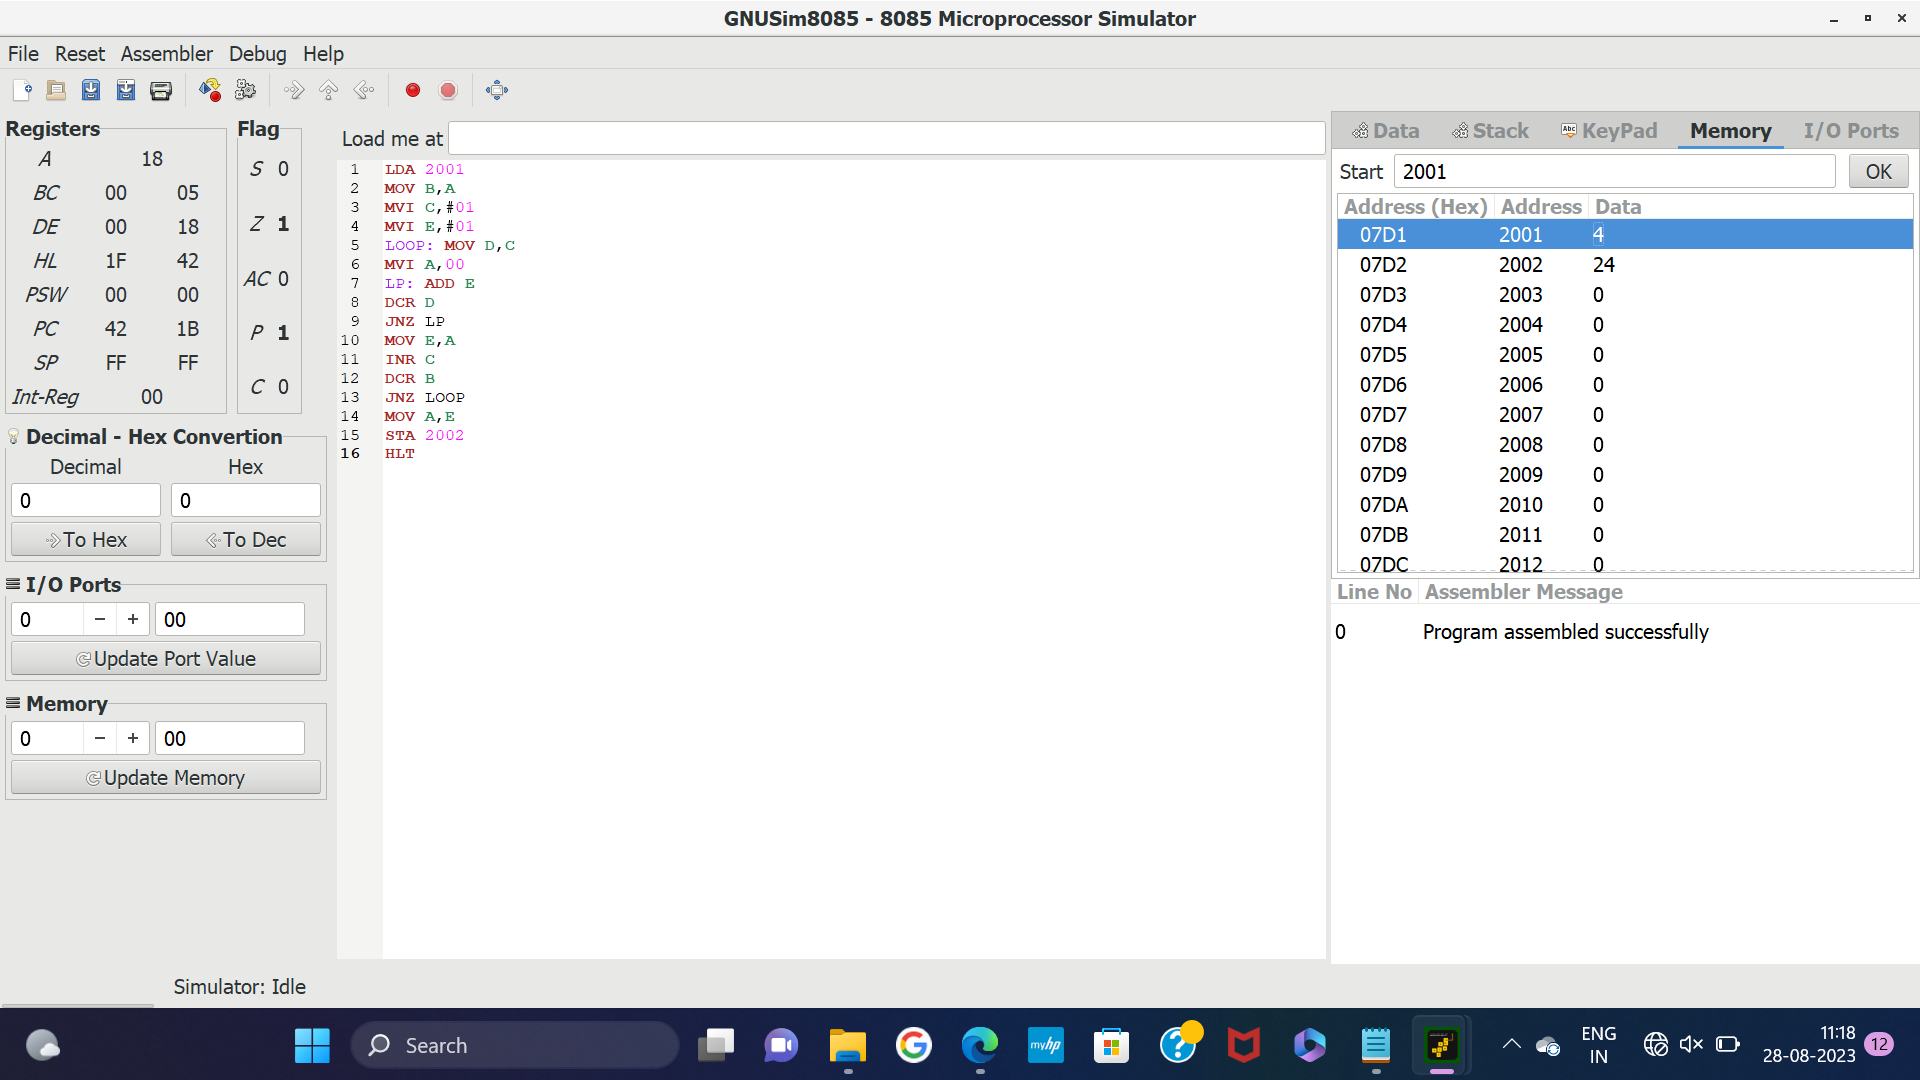 GNUSim8085 - 8085 Microprocessor Simulator
File Reset Assembler Debug Help
Registers
A 18
BC 00 05
DE 00 18
HL 1F 42
PSW 00 00
PC 42 1B
SP FF FF
Int-Reg 00
Flag
S 0
Z 1
AC 0
P 1
C 0
Decimal - Hex Convertion
Decimal Hex
0 0
To Hex To Dec
I/O Ports
0 − + 00
Update Port Value
Memory
0 − + 00
Update Memory
Load me at
1 LDA 2001
2 MOV B,A
3 MVI C,#01
4 MVI E,#01
5 LOOP: MOV D,C
6 MVI A,00
7 LP: ADD E
8 DCR D
9 JNZ LP
10 MOV E,A
11 INR C
12 DCR B
13 JNZ LOOP
14 MOV A,E
15 STA 2002
16 HLT
Data Stack Abc KeyPad Memory I/O Ports
Start 2001 OK
Address (Hex) Address Data
07D1 2001 4
07D2 2002 24
07D3 2003 0
07D4 2004 0
07D5 2005 0
07D6 2006 0
07D7 2007 0
07D8 2008 0
07D9 2009 0
07DA 2010 0
07DB 2011 0
07DC 2012 0
Line No Assembler Message
0 Program assembled successfully
Simulator: Idle
Search
myhp
ENG
IN
11:18
28-08-2023
12